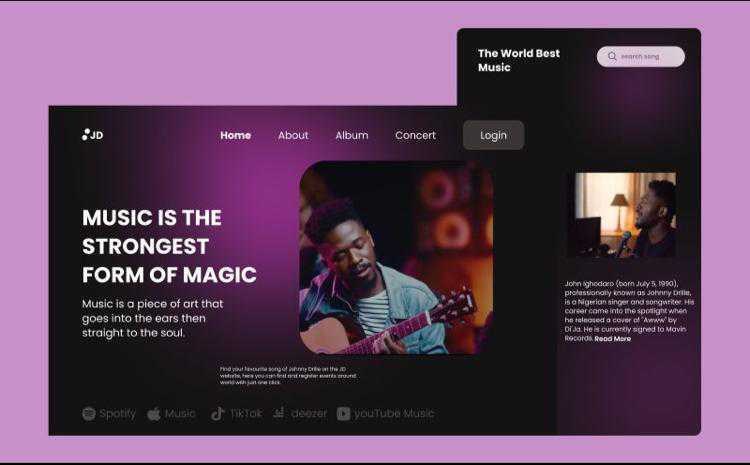 The World Best
Music
search song
JD
Home
About
Album
Concert
Login
MUSIC IS THE
STRONGEST
FORM OF MAGIC
Music is a piece of art that
goes into the ears then
straight to the soul.
Find your favourite song of Johnny Drille on the JD
website, here you can find and register events around
world with just one click.
Spotify
Music
TikTok
deezer
youTube Music
John Ighodaro (born July 5, 1990),
professionally known as Johnny Drille,
is a Nigerian singer and songwriter. His
career came into the spotlight when
he released a cover of "Awww" by
Di'Ja. He is currently signed to Mavin
Records. Read More